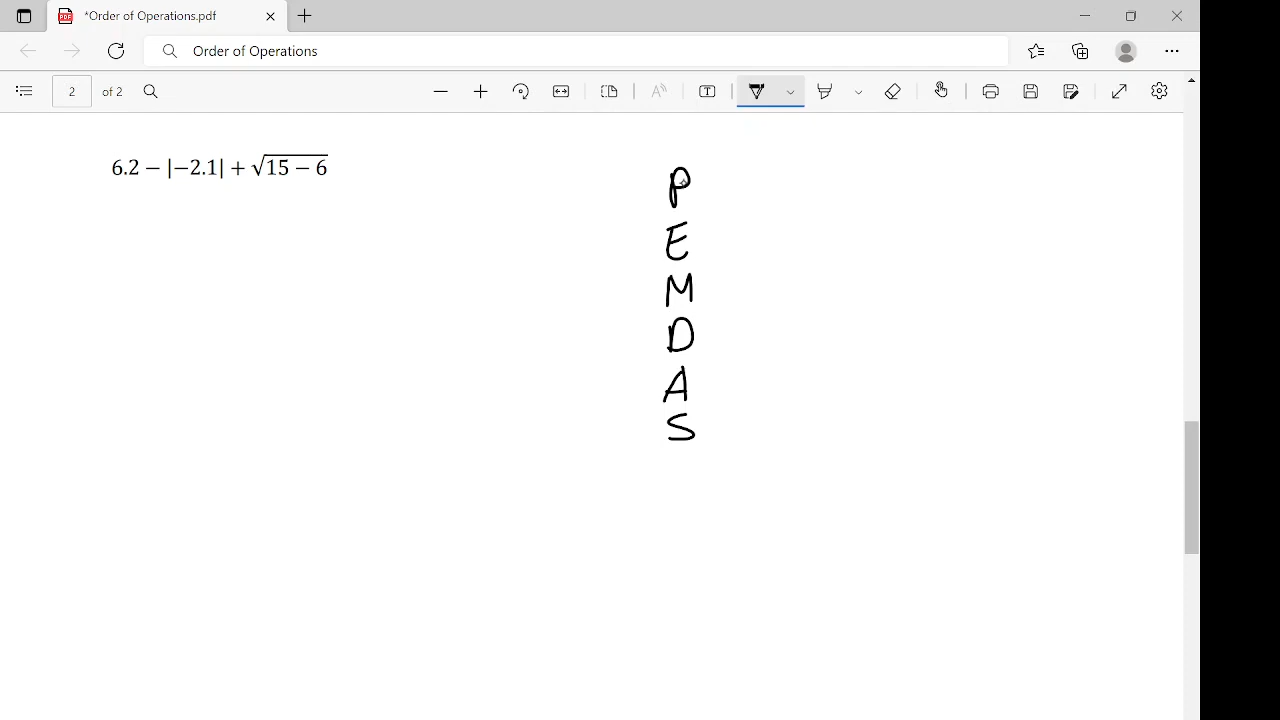 *Order of Operations.pdf
Order of Operations
2 of 2
6.2 − |−2.1| + √15 − 6
P
E
M
D
A
S